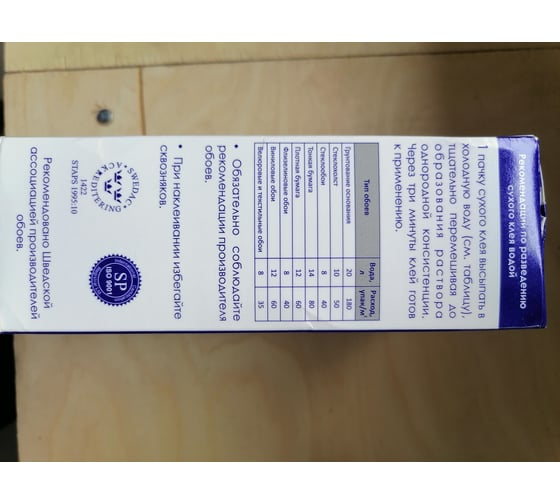 Рекомендации по разведению
сухого клея водой
1 пачку сухого клея высыпать в
холодную воду (см. таблицу),
тщательно перемешивая до
образования раствора
однородной консистенции.
Через три минуты клей готов
к применению.
Тип обоев Вода, л Расход, упак/м²
Грунтование основания 20 180
Стеклохолст 10 50
Стеклообои 8 40
Тонкая бумага 14 80
Плотная бумага 12 60
Флизелиновые обои 8 40
Виниловые обои 12 60
Велюровые и текстильные обои 8 35
• Обязательно соблюдайте
рекомендации производителя
обоев.
• При наклеивании избегайте
сквозняков.
SWEDAC
ACKREDITERING
1422
STAPS 1995:10
SP
ISO 9001
Рекомендовано Шведской
ассоциацией производителей
обоев.